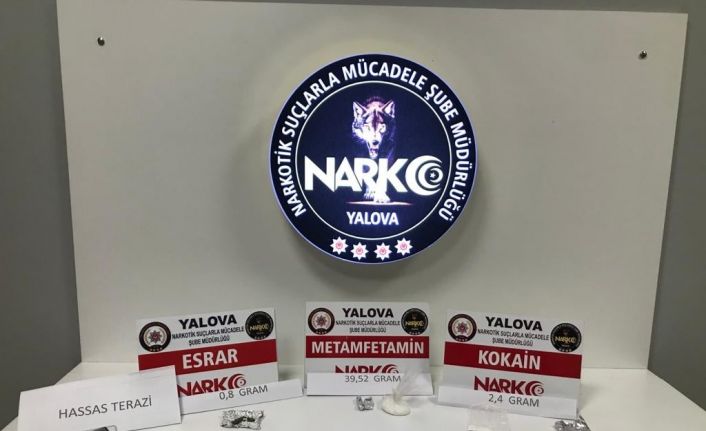 NARKOTİK SUÇLARLA MÜCADELE ŞUBE MÜDÜRLÜĞÜ
NARKO
YALOVA
YALOVA
NARKOTİK SUÇLARLA MÜCADELE
ŞUBE MÜDÜRLÜĞÜ
ESRAR
NARKO
0,8 GRAM
YALOVA
NARKOTİK SUÇLARLA MÜCADELE
ŞUBE MÜDÜRLÜĞÜ
METAMFETAMİN
NARKO
39,52 GRAM
YALOVA
NARKOTİK SUÇLARLA MÜCADELE
ŞUBE MÜDÜRLÜĞÜ
KOKAİN
NARKO
2,4 GRAM
HASSAS TERAZİ